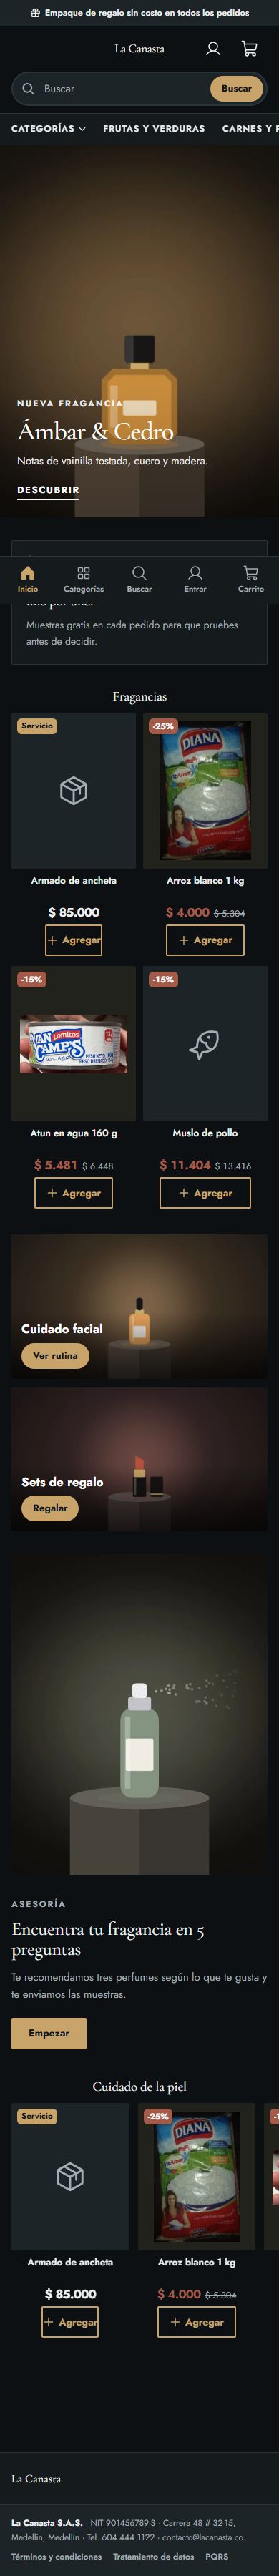 Empaque de regalo sin costo en todos los pedidos
La Canasta
Buscar
Buscar
CATEGORÍAS
FRUTAS Y VERDURAS
CARNES Y P
NUEVA FRAGANCIA
Ámbar & Cedro
Notas de vainilla tostada, cuero y madera.
DESCUBRIR
Inicio
Categorías
Buscar
Entrar
Carrito
uno por uno.
Muestras gratis en cada pedido para que pruebes
antes de decidir.
Fragancias
Servicio
-25%
DIANA
Armado de ancheta
Arroz blanco 1 kg
$ 85.000
$ 4.000 $ 5.304
+ Agregar
+ Agregar
-15%
-15%
VAN CAMP'S
Lomitos
Atun en agua 160 g
Muslo de pollo
$ 5.481 $ 6.448
$ 11.404 $ 13.416
+ Agregar
+ Agregar
Cuidado facial
Ver rutina
Sets de regalo
Regalar
ASESORÍA
Encuentra tu fragancia en 5
preguntas
Te recomendamos tres perfumes según lo que te gusta y
te enviamos las muestras.
Empezar
Cuidado de la piel
Servicio
-25%
DIANA
Armado de ancheta
Arroz blanco 1 kg
$ 85.000
$ 4.000 $ 5.304
+ Agregar
+ Agregar
La Canasta
La Canasta S.A.S. · NIT 901456789-3 · Carrera 48 # 32-15,
Medellín, Medellín · Tel. 604 444 1122 · contacto@lacanasta.co
Términos y condiciones
Tratamiento de datos
PQRS